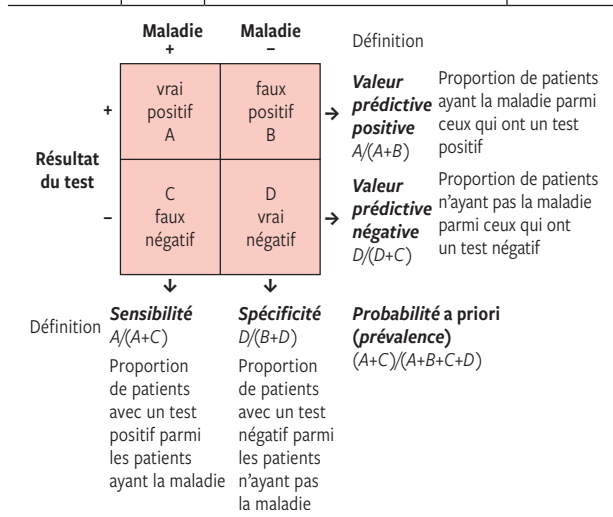 Maladie Maladie
+ –
Définition
+
vrai
positif
A
faux
positif
B
→
Valeur
prédictive
positive
A/(A+B)
Proportion de patients
ayant la maladie parmi
ceux qui ont un test
positif
Résultat
du test
–
C
faux
négatif
D
vrai
négatif
→
Valeur
prédictive
négative
D/(D+C)
Proportion de patients
n'ayant pas la maladie
parmi ceux qui ont
un test négatif
↓ ↓
Définition
Sensibilité
A/(A+C)
Proportion
de patients
avec un test
positif parmi
les patients
ayant la maladie
Spécificité
D/(B+D)
Proportion
de patients
avec un test
négatif parmi
les patients
n'ayant pas
la maladie
Probabilité a priori
(prévalence)
(A+C)/(A+B+C+D)